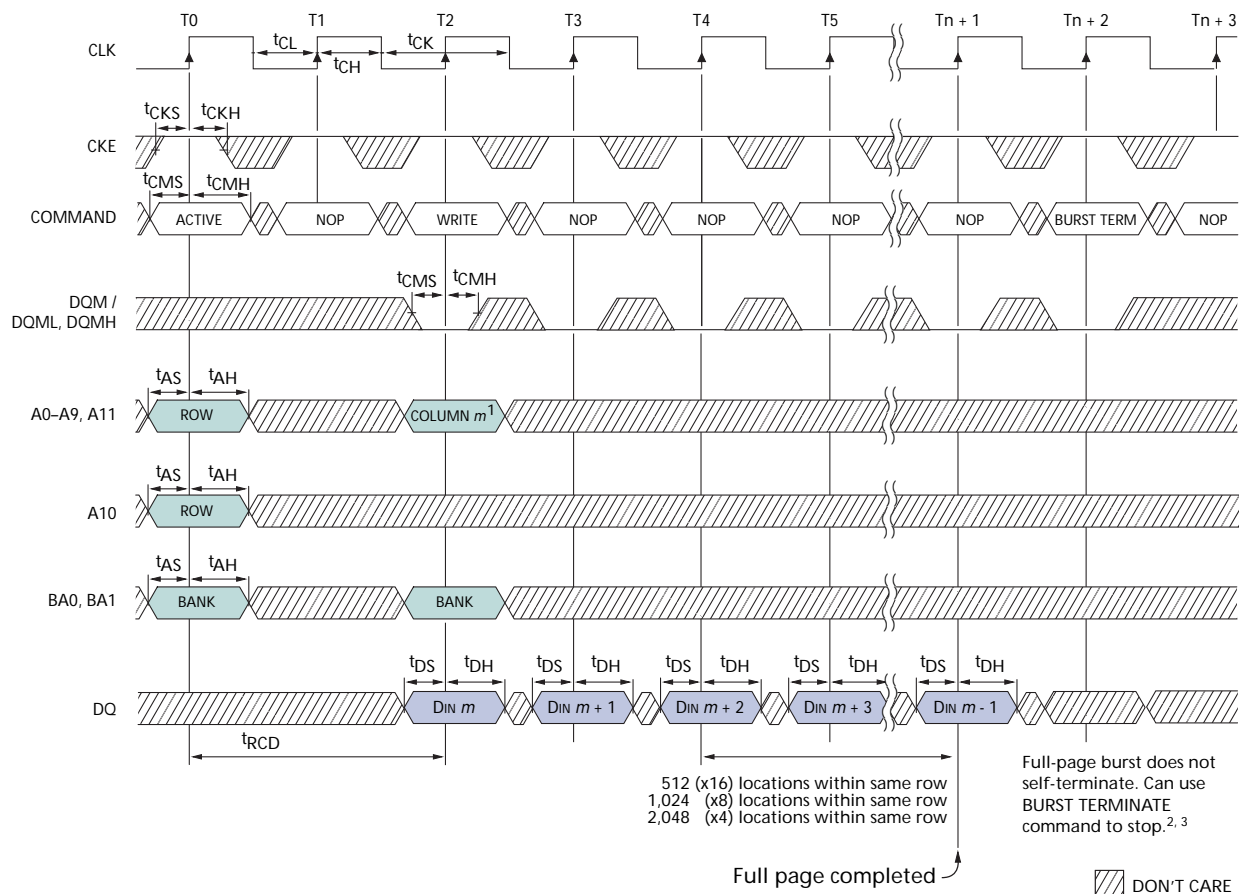 T0 T1 T2 T3 T4 T5 Tn + 1 Tn + 2 Tn + 3
CLK
tCL tCK
tCH
tCKS tCKH
CKE
tCMS tCMH
COMMAND ACTIVE NOP WRITE NOP NOP NOP NOP BURST TERM NOP
tCMS tCMH
DQM /
DQML, DQMH
tAS tAH
A0–A9, A11 ROW COLUMN m1
tAS tAH
A10 ROW
tAS tAH
BA0, BA1 BANK BANK
tDS tDH tDS tDH tDS tDH tDS tDH tDS tDH
DQ DIN m DIN m + 1 DIN m + 2 DIN m + 3 DIN m - 1
tRCD
512 (x16) locations within same row
1,024 (x8) locations within same row
2,048 (x4) locations within same row
Full-page burst does not
self-terminate. Can use
BURST TERMINATE
command to stop.2, 3
Full page completed
DON'T CARE